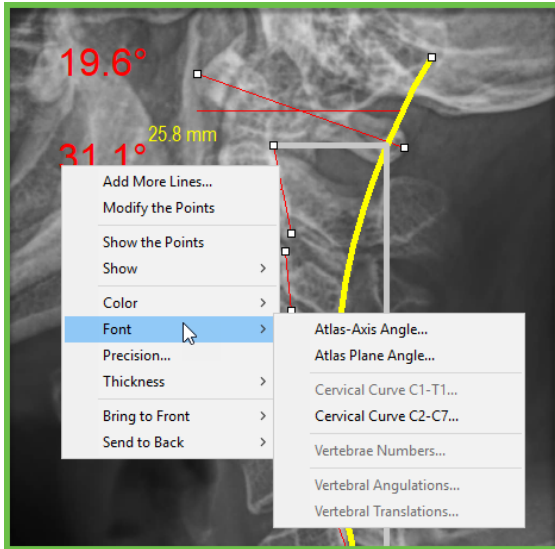 19.6°
25.8 mm
31.1°
Add More Lines...
Modify the Points
Show the Points
Show
Color
Font
Precision...
Thickness
Bring to Front
Send to Back
Atlas-Axis Angle...
Atlas Plane Angle...
Cervical Curve C1-T1...
Cervical Curve C2-C7...
Vertebrae Numbers...
Vertebral Angulations...
Vertebral Translations...